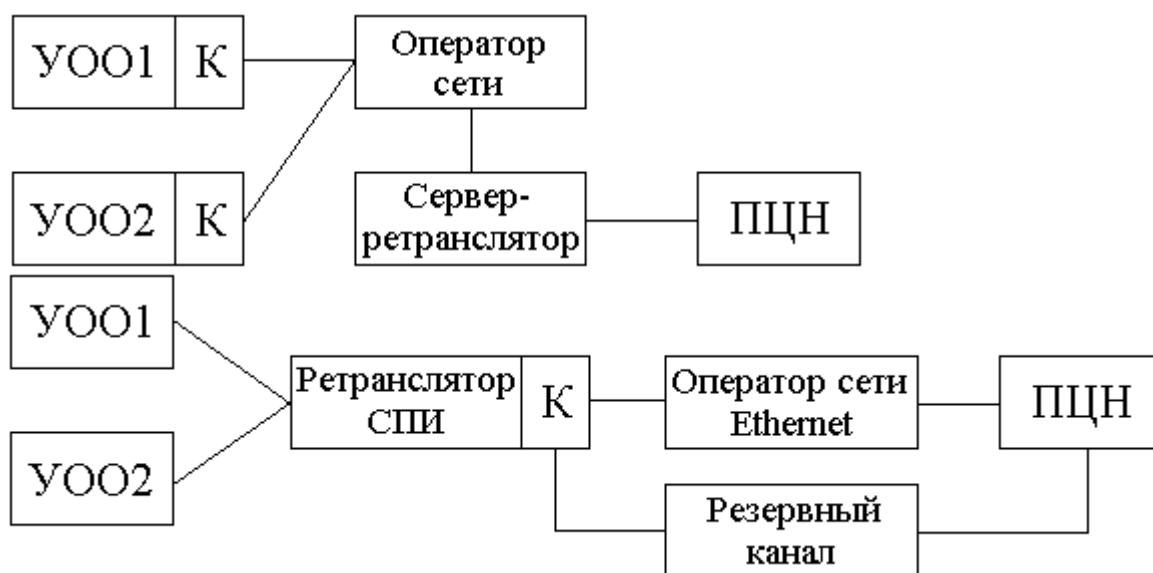 УОО1 К
Оператор
сети
УОО2 К
Сервер-
ретранслятор
ПЦН
УОО1
УОО2
Ретранслятор
СПИ
К
Оператор сети
Ethernet
ПЦН
Резервный
канал